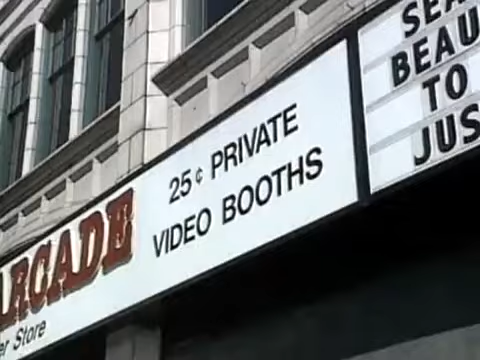 ARCADE
er Store
25¢ PRIVATE
VIDEO BOOTHS
SEA
BEAU
TO
JUS